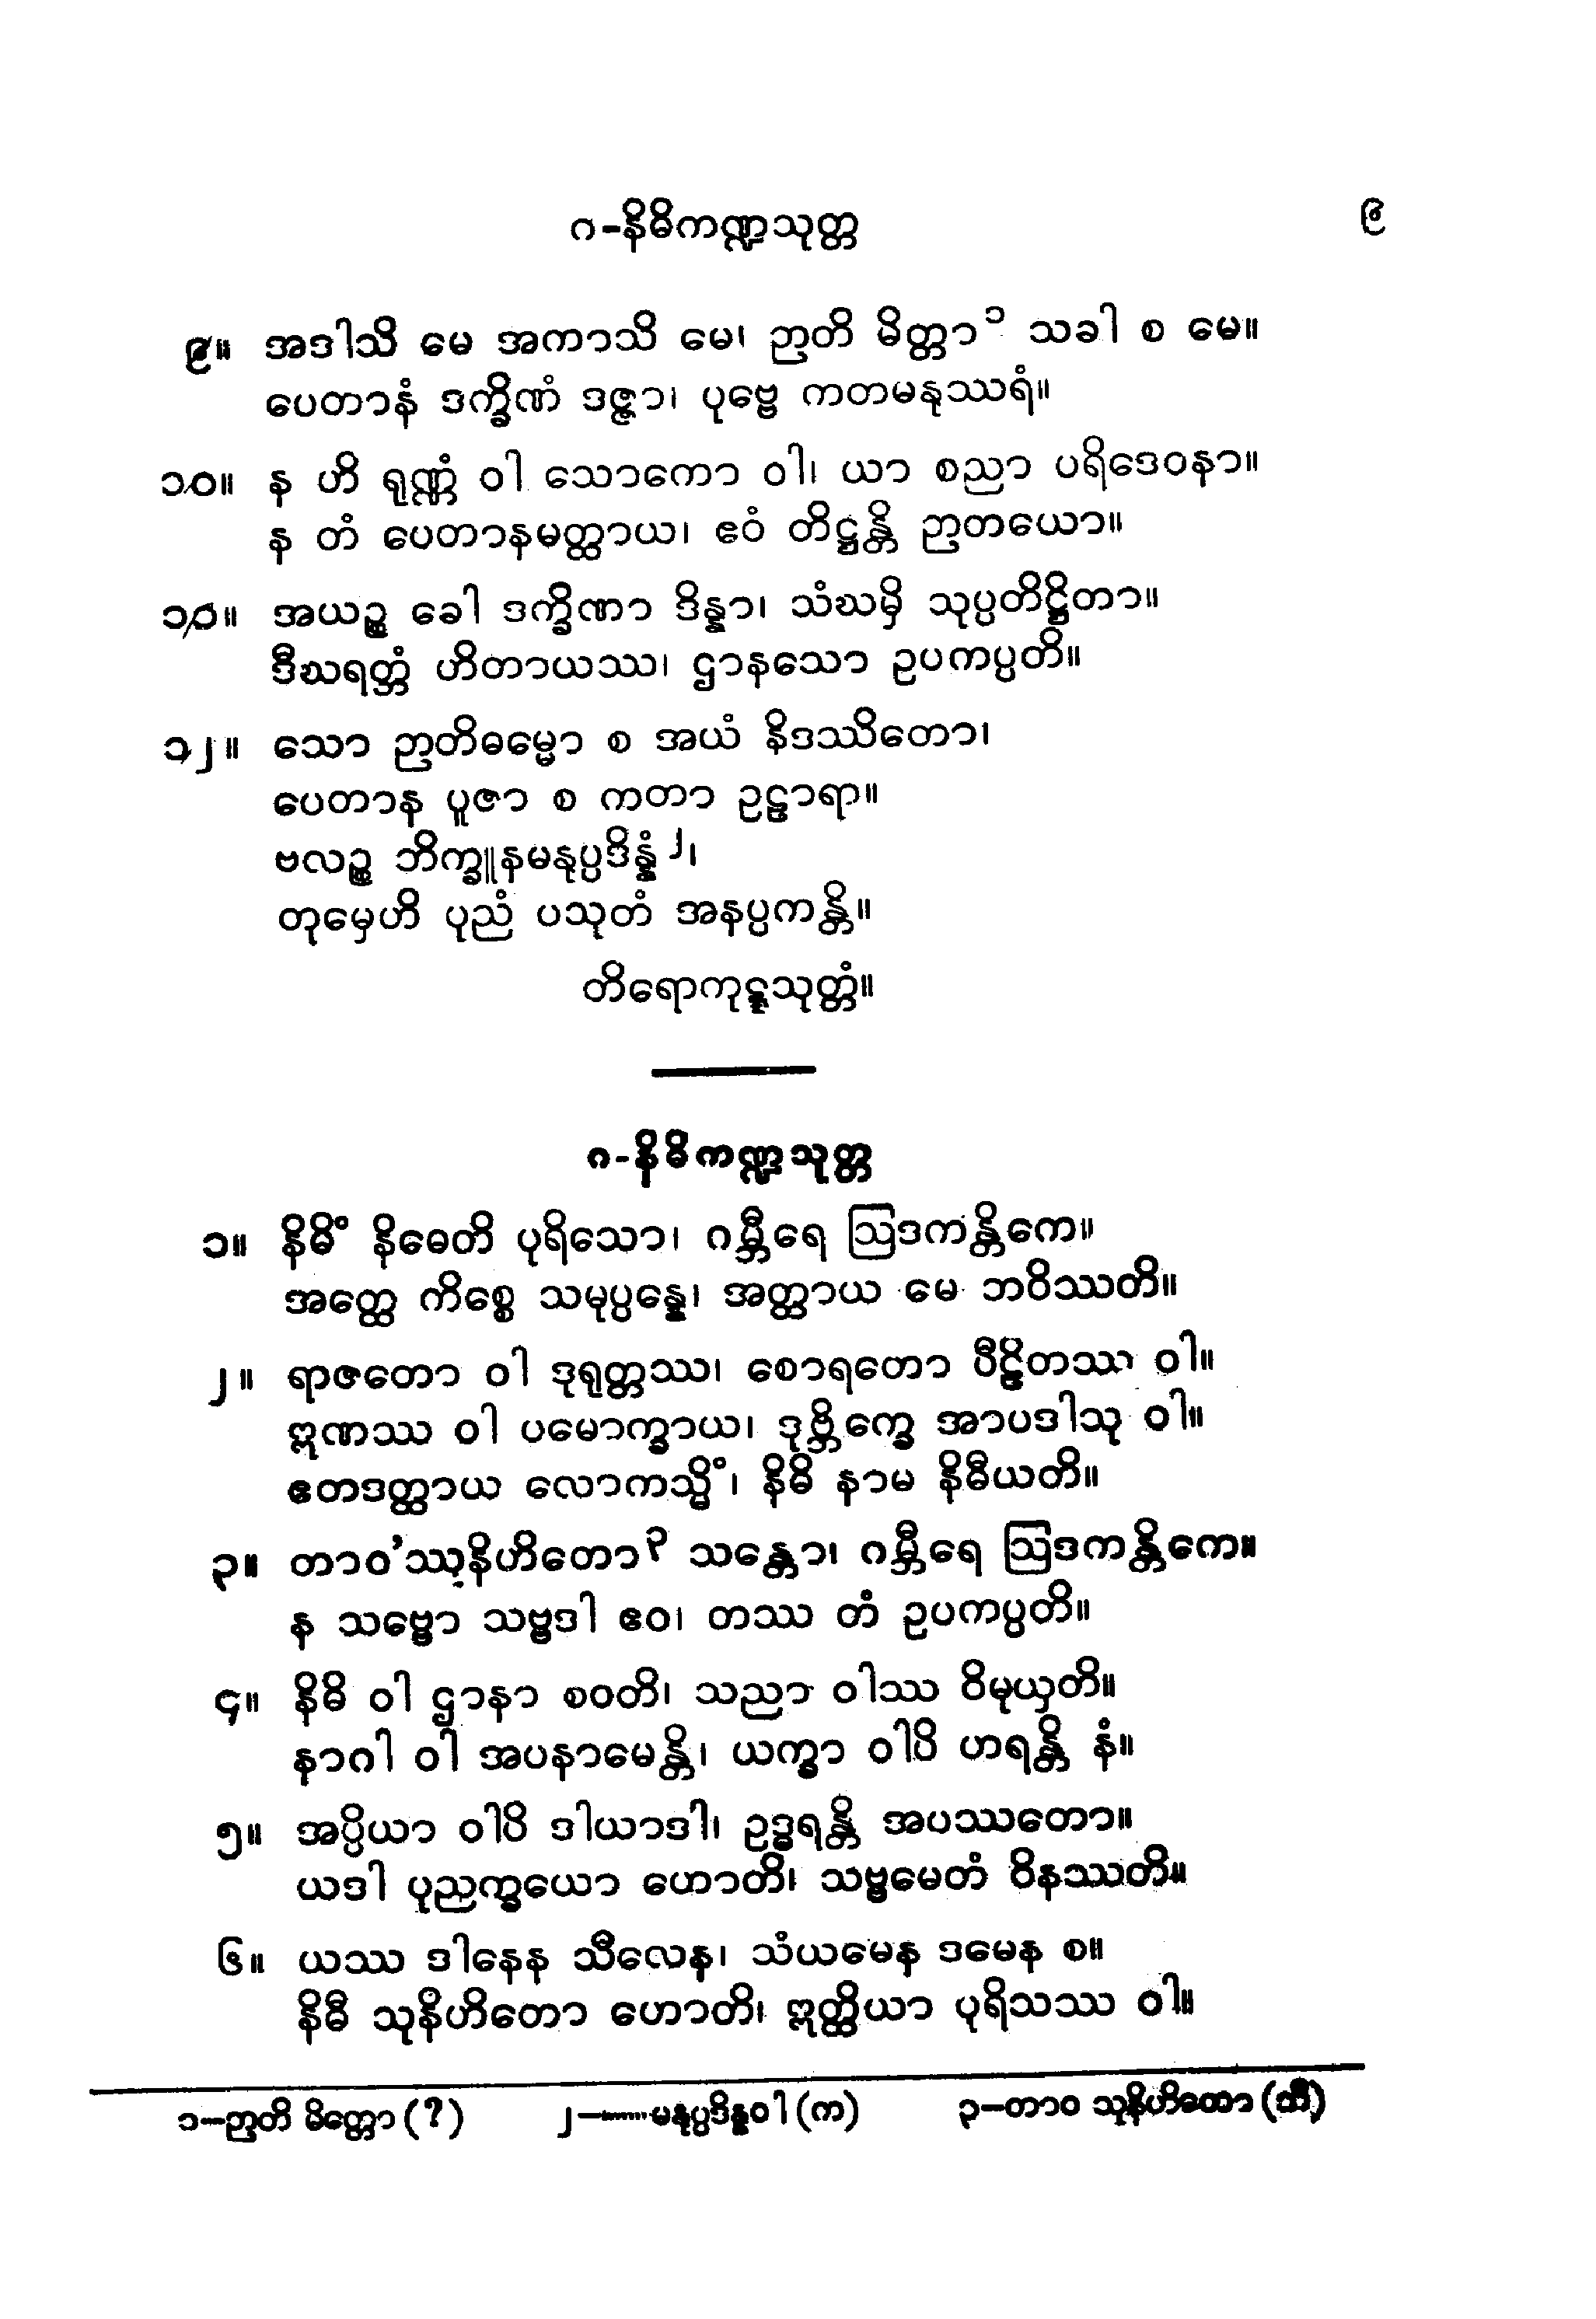 ဂ-နိဓိကဏ္ဍသုတ္တ ၉
၉။ အဒါသိ မေ အကာသိ မေ၊ ဉာတိ မိတ္တာ၁ သခါ စ မေ။
ပေတာနံ ဒက္ခိဏံ ဒဇ္ဇာ၊ ပုဗ္ဗေ ကတမနုဿရံ။
၁၀။ န ဟိ ရုဏ္ဏံ ဝါ သောကော ဝါ၊ ယာ စညာ ပရိဒေဝနာ။
န တံ ပေတာနမတ္ထာယ၊ ဧဝံ တိဋ္ဌန္တိ ဉာတယော။
၁၁။ အယဉ္စ ခေါ ဒက္ခိဏာ ဒိန္နာ၊ သံဃမှိ သုပ္ပတိဋ္ဌိတာ။
ဒီဃရတ္တံ ဟိတာယဿ၊ ဌာနသော ဥပကပ္ပတိ။
၁၂။ သော ဉာတိဓမ္မော စ အယံ နိဒဿိတော၊
ပေတာန ပူဇာ စ ကတာ ဥဠာရာ။
ဗလဉ္စ ဘိက္ခူနမနုပ္ပဒိန္နံ၂၊
တုမှေဟိ ပုညံ ပသုတံ အနပ္ပကန္တိ။
တိရောကုဋ္ဋသုတ္တံ။
ဂ-နိဓိကဏ္ဍသုတ္တ
၁။ နိဓိံ နိဓေတိ ပုရိသော၊ ဂမ္ဘီရေ ဩဒကန္တိကေ။
အတ္ထေ ကိစ္စေ သမုပ္ပန္နေ၊ အတ္ထာယ မေ ဘဝိဿတိ။
၂။ ရာဇတော ဝါ ဒုရုတ္တဿ၊ စောရတော ပီဠိတဿ ဝါ။
ဣဏဿ ဝါ ပမောက္ခာယ၊ ဒုဗ္ဘိက္ခေ အာပဒါသု ဝါ။
ဧတဒတ္ထာယ လောကသ္မိံ၊ နိဓိ နာမ နိဓီယတိ။
၃။ တာဝ’ဿုနိဟိတော၃ သန္တော၊ ဂမ္ဘီရေ ဩဒကန္တိကေ။
န သဗ္ဗော သဗ္ဗဒါ ဧဝ၊ တဿ တံ ဥပကပ္ပတိ။
၄။ နိဓိ ဝါ ဌာနာ စဝတိ၊ သညာ ဝါဿ ဝိမုယှတိ။
နာဂါ ဝါ အပနာမေန္တိ၊ ယက္ခာ ဝါပိ ဟရန္တိ နံ။
၅။ အပ္ပိယာ ဝါပိ ဒါယာဒါ၊ ဥဒ္ဓရန္တိ အပဿတော။
ယဒါ ပုညက္ခယော ဟောတိ၊ သဗ္ဗမေတံ ဝိနဿတိ။
၆။ ယဿ ဒါနေန သီလေန၊ သံယမေန ဒမေန စ။
နိဓီ သုနိဟိတော ဟောတိ၊ ဣတ္ထိယာ ပုရိသဿ ဝါ။
၁—ဉာတိ မိတ္တော (?) ၂—......မနုပ္ပဒိန္နဝါ (က) ၃—တာဝ သုနိဟိတော (သီ)